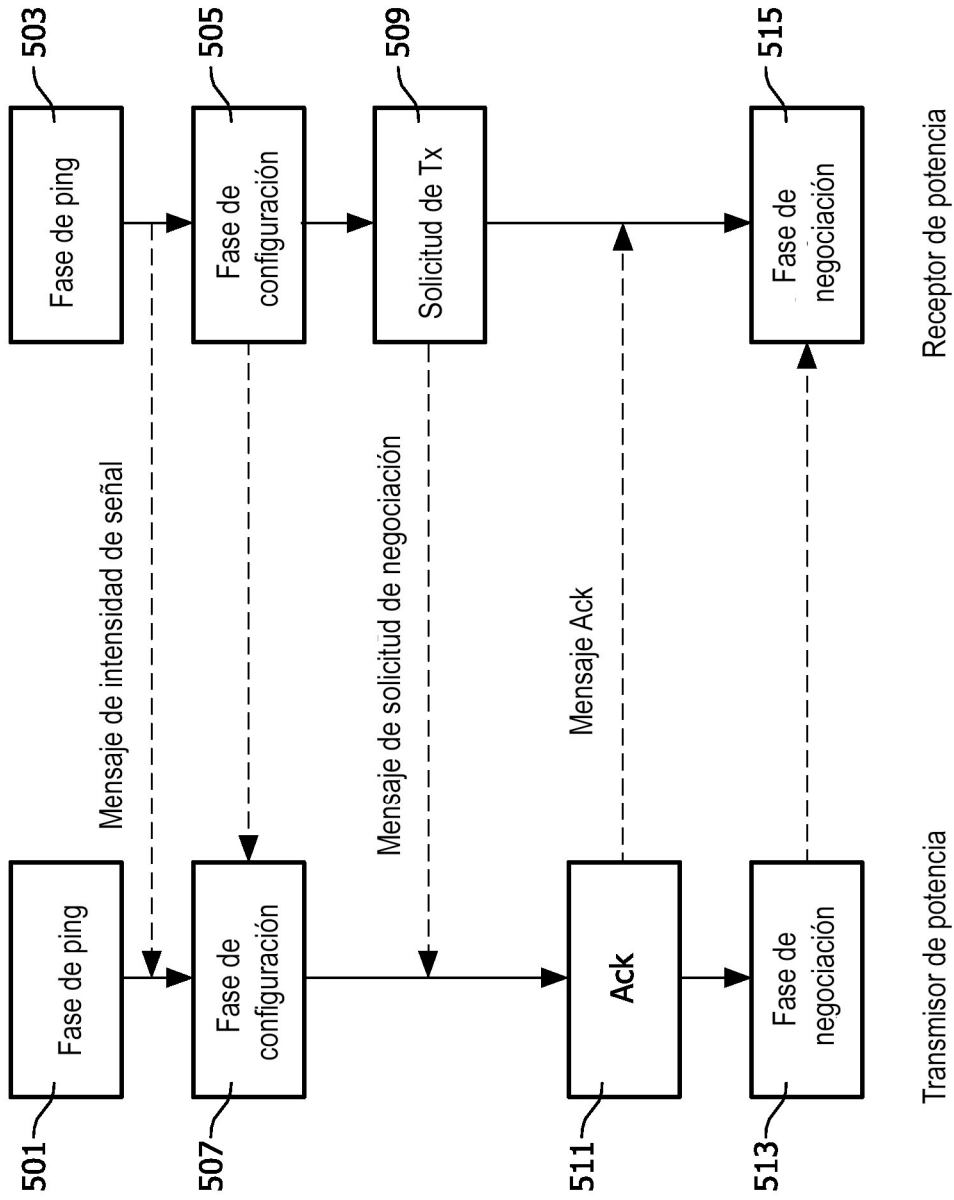 501
Fase de ping
Mensaje de intensidad de señal
Fase de ping
503
507
Fase de
configuración
Fase de
configuración
505
Mensaje de solicitud de negociación
Solicitud de Tx
509
511
Ack
Mensaje Ack
513
Fase de
negociación
Fase de
negociación
515
Transmisor de potencia
Receptor de potencia